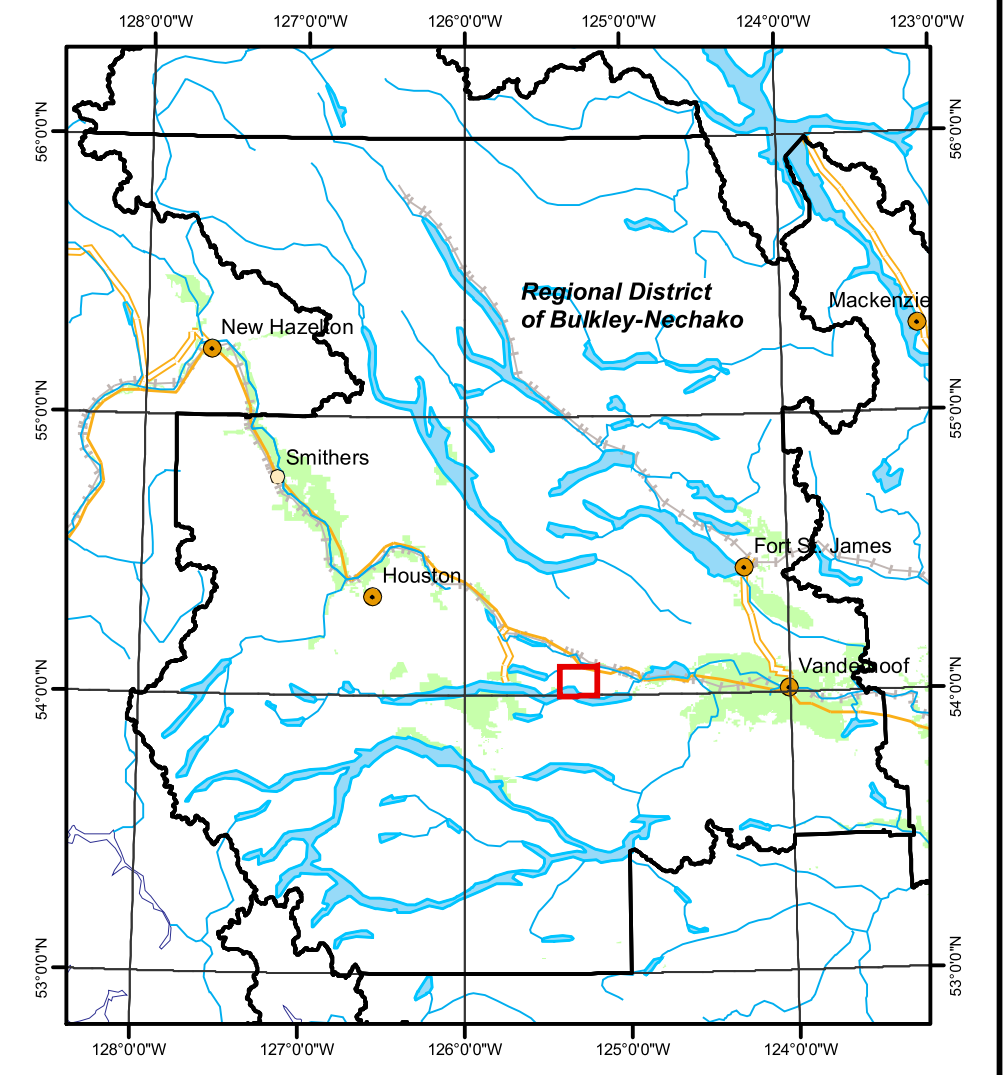 128°0'0"W 127°0'0"W 126°0'0"W 125°0'0"W 124°0'0"W 123°0'0"W
56°0'0"N 56°0'0"N
Regional District
of Bulkley-Nechako
Mackenzie
New Hazelton
55°0'0"N 55°0'0"N
Smithers
Fort St. James
Houston
Vanderhoof
54°0'0"N 54°0'0"N
53°0'0"N 53°0'0"N
128°0'0"W 127°0'0"W 126°0'0"W 125°0'0"W 124°0'0"W